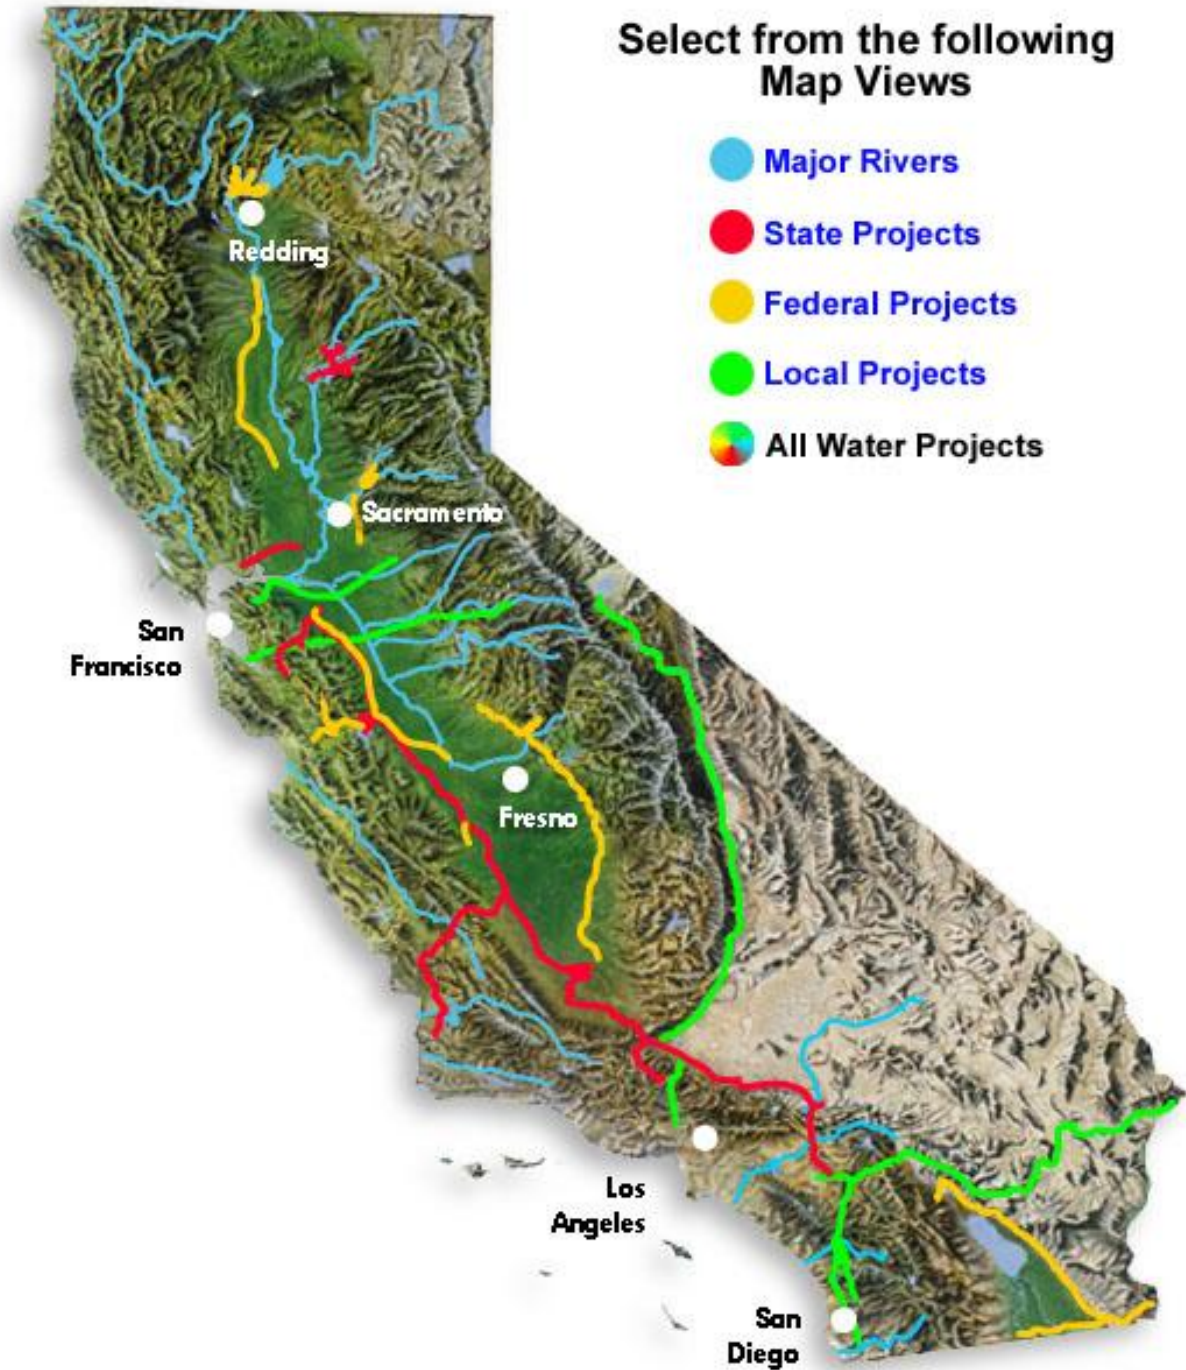 Select from the following
Map Views
Major Rivers
State Projects
Federal Projects
Local Projects
All Water Projects
Redding
Sacramento
San
Francisco
Fresno
Los
Angeles
San
Diego